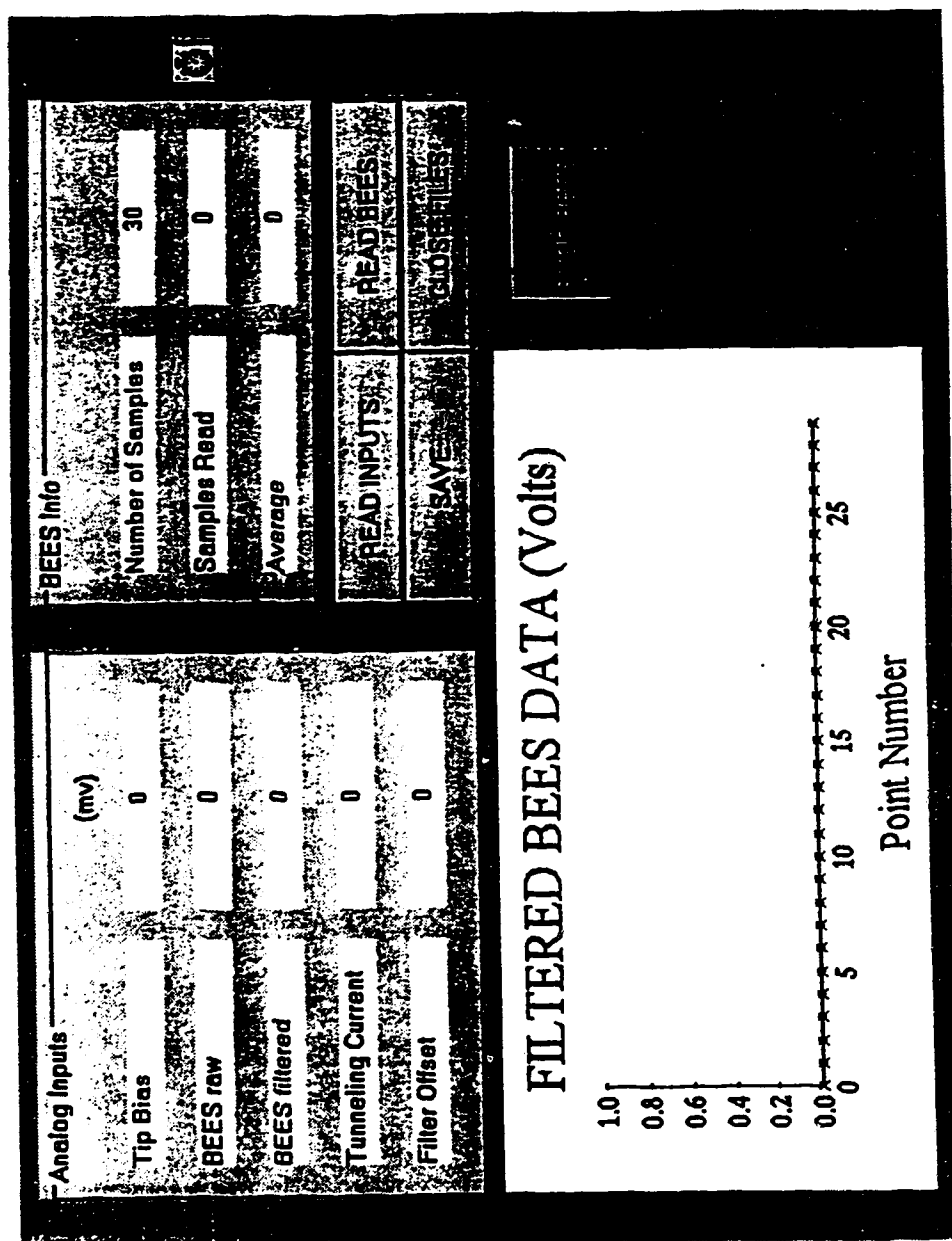 Analog Inputs
(mv)
Tip Bias 0
BEES raw 0
BEES filtered 0
Tunneling Current 0
Filter Offset 0
BEES Info
Number of Samples 30
Samples Read 0
Average 0
READ INPUTS READ BEES
SAVE CLOSE FILES
FILTERED BEES DATA (Volts)
1.0
0.8
0.6
0.4
0.2
0.0
0 5 10 15 20 25
Point Number